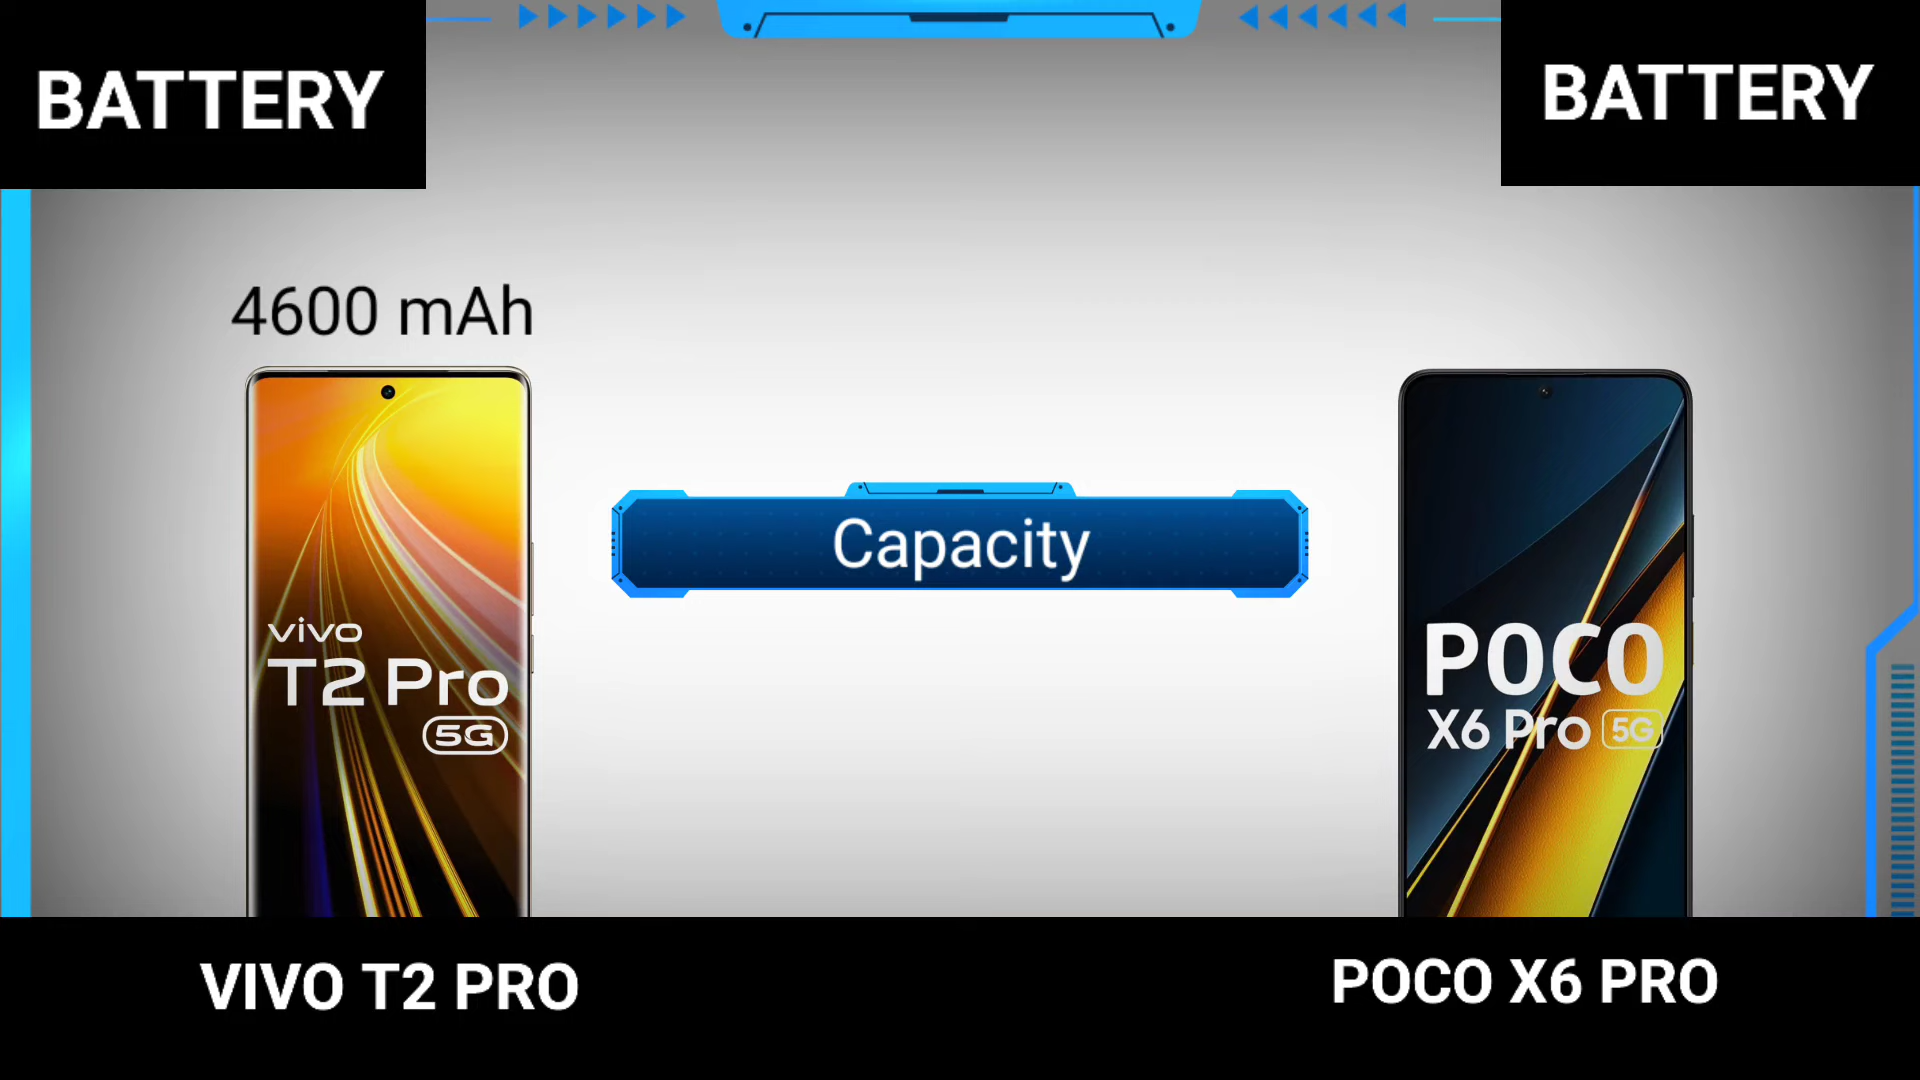 BATTERY
BATTERY
4600 mAh
Capacity
vivo
T2 Pro
5G
POCO
X6 Pro 5G
VIVO T2 PRO
POCO X6 PRO